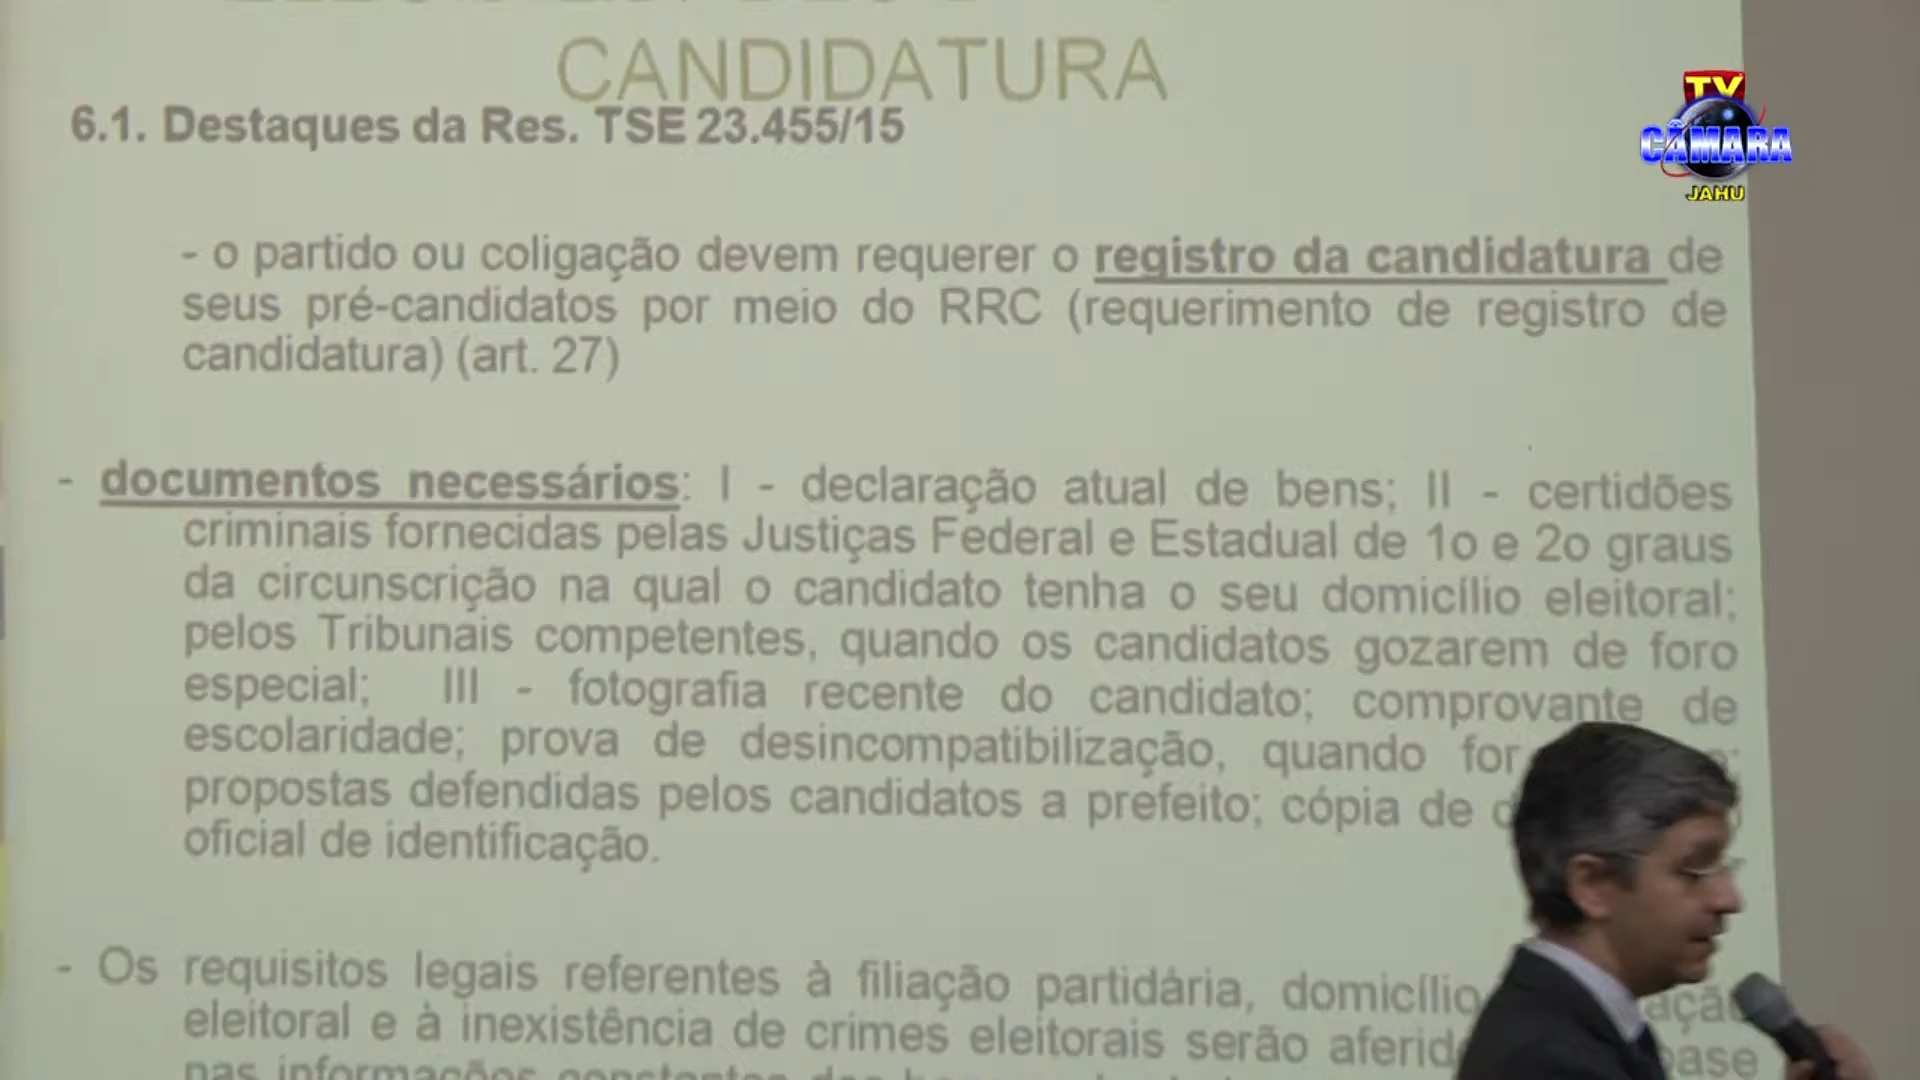 CANDIDATURA
6.1. Destaques da Res. TSE 23.455/15
TV
CÂMARA
JAHU
- o partido ou coligação devem requerer o registro da candidatura de
seus pré-candidatos por meio do RRC (requerimento de registro de
candidatura) (art. 27)
- documentos necessários: I - declaração atual de bens; II - certidões
criminais fornecidas pelas Justiças Federal e Estadual de 1o e 2o graus
da circunscrição na qual o candidato tenha o seu domicílio eleitoral;
pelos Tribunais competentes, quando os candidatos gozarem de foro
especial; III - fotografia recente do candidato; comprovante de
escolaridade; prova de desincompatibilização, quando for
propostas defendidas pelos candidatos a prefeito; cópia de
oficial de identificação.
- Os requisitos legais referentes à filiação partidária, domicílio
eleitoral e à inexistência de crimes eleitorais serão base
nas informações constantes